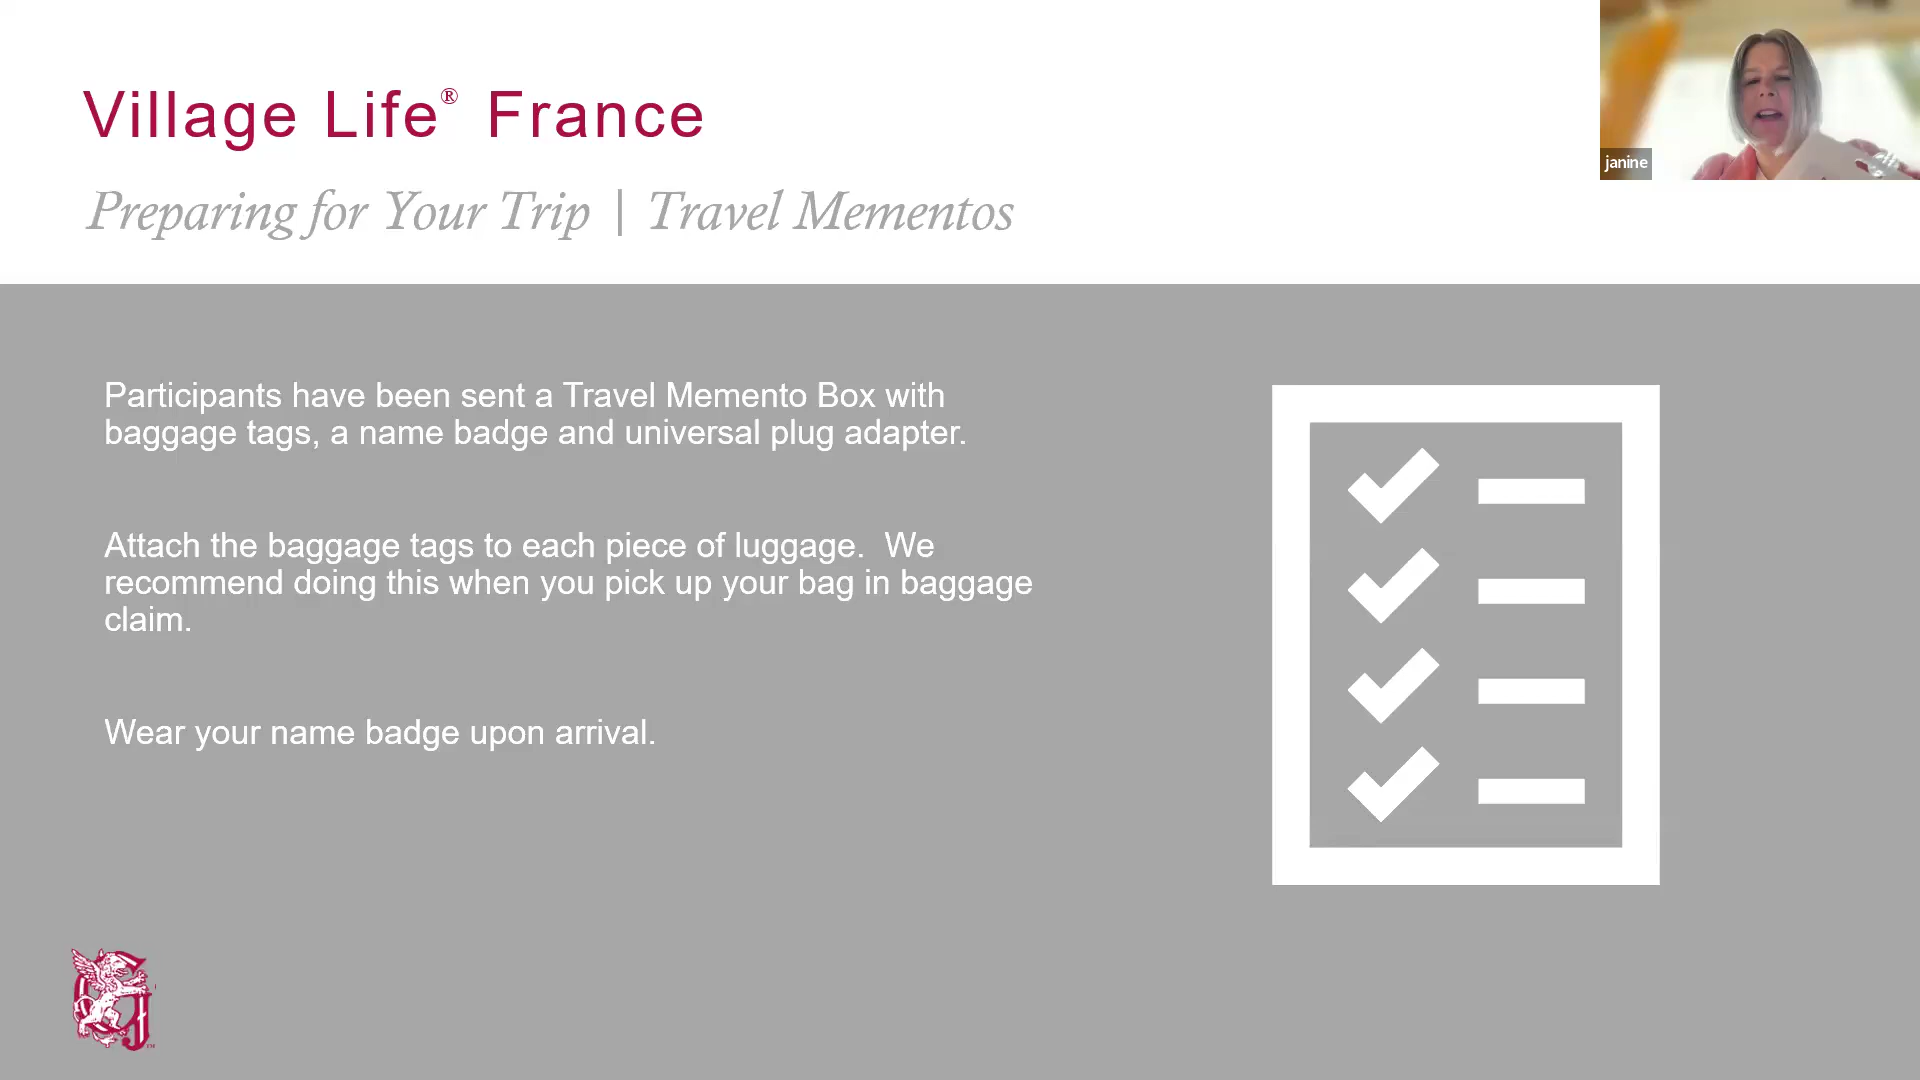 Village Life® France
janine
Preparing for Your Trip | Travel Mementos
Participants have been sent a Travel Memento Box with
baggage tags, a name badge and universal plug adapter.
Attach the baggage tags to each piece of luggage.  We
recommend doing this when you pick up your bag in baggage
claim.
Wear your name badge upon arrival.